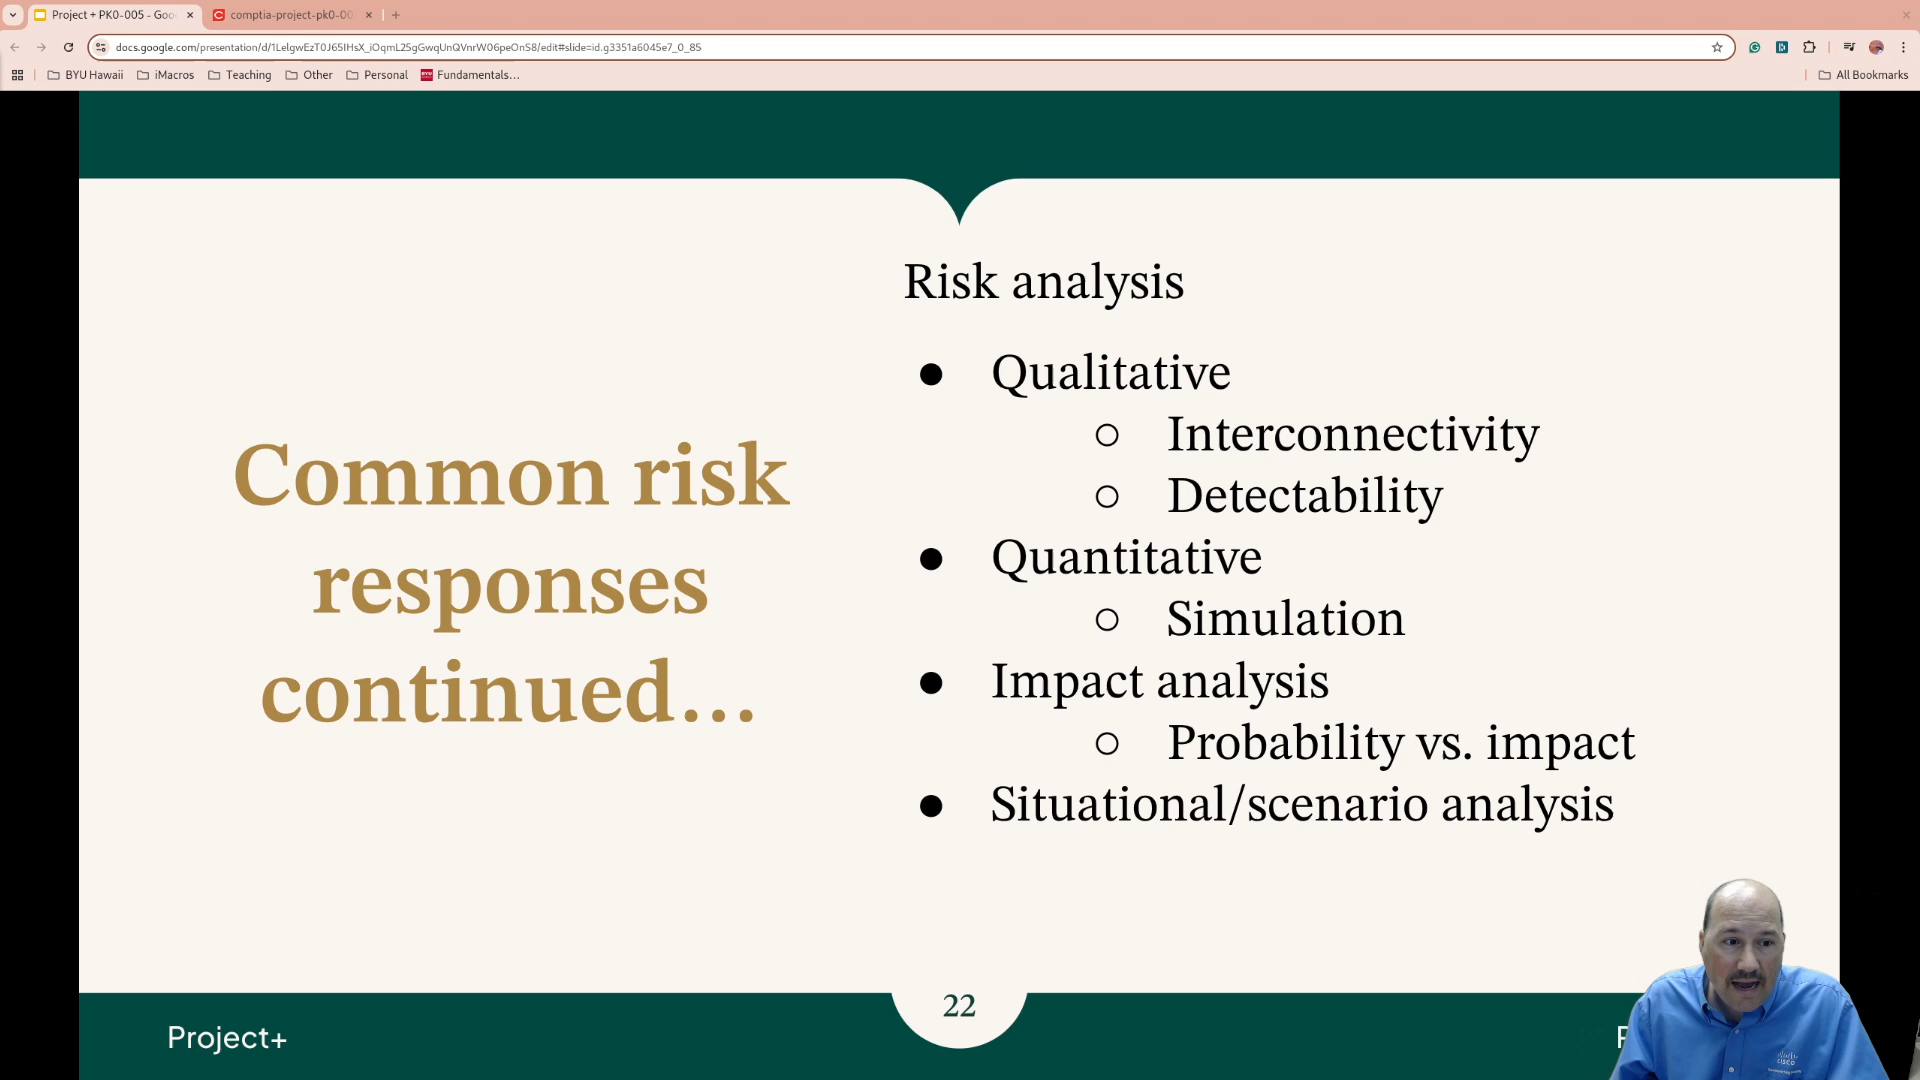 Project + PK0-005 - Goo
comptia-project-pk0-00
docs.google.com/presentation/d/1LelgwEzT0J65IHsX_iOqmL25gGwqUnQVnrW06peOnS8/edit#slide=id.g3351a6045e7_0_85
BYU Hawaii
iMacros
Teaching
Other
Personal
BYU
Fundamentals...
All Bookmarks
Common risk
responses
continued...
Risk analysis
● Qualitative
○ Interconnectivity
○ Detectability
● Quantitative
○ Simulation
● Impact analysis
○ Probability vs. impact
● Situational/scenario analysis
22
Project+
CISCO